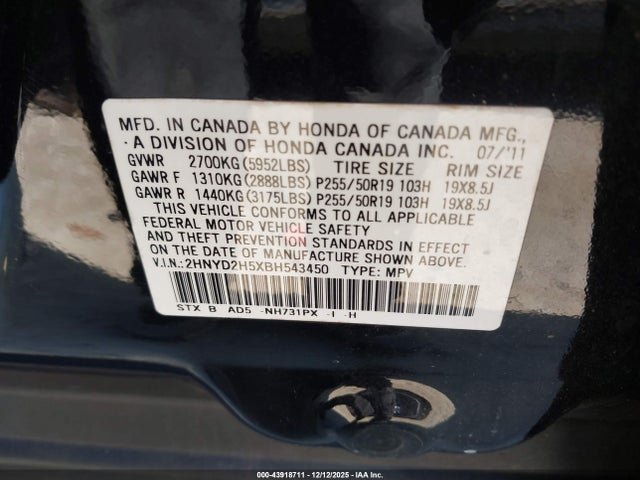 MFD. IN CANADA BY HONDA OF CANADA MFG.,
A DIVISION OF HONDA CANADA INC. 07/'11
GVWR 2700KG(5952LBS) TIRE SIZE RIM SIZE
GAWR F 1310KG(2888LBS) P255/50R19 103H 19X8.5J
GAWR R 1440KG(3175LBS) P255/50R19 103H 19X8.5J
THIS VEHICLE CONFORMS TO ALL APPLICABLE
FEDERAL MOTOR VEHICLE SAFETY
AND THEFT PREVENTION STANDARDS IN EFFECT
ON THE DATE OF MANUFACTURE SHOWN ABOVE.
V.I.N.:2HNYD2H5XBH543450 TYPE: MPV
STX B AD5 -NH731PX -I -H
000-43918711 - 12/12/2025 - IAA Inc.